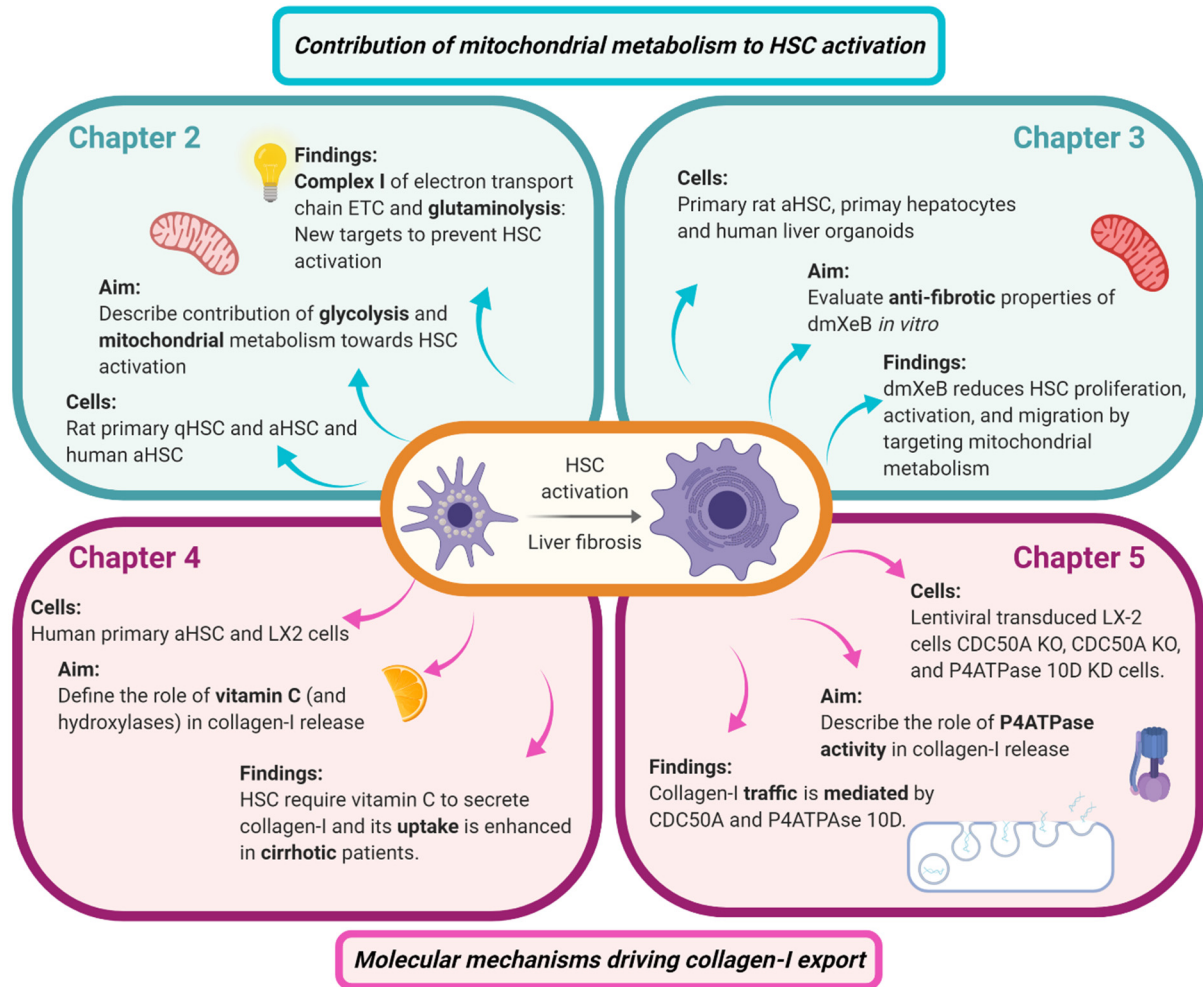 Contribution of mitochondrial metabolism to HSC activation
Chapter 2
Findings:
Complex I of electron transport
chain ETC and glutaminolysis:
New targets to prevent HSC
activation
Aim:
Describe contribution of glycolysis and
mitochondrial metabolism towards HSC
activation
Cells:
Rat primary qHSC and aHSC and
human aHSC
Chapter 3
Cells:
Primary rat aHSC, primay hepatocytes
and human liver organoids
Aim:
Evaluate anti-fibrotic properties of
dmXeB in vitro
Findings:
dmXeB reduces HSC proliferation,
activation, and migration by
targeting mitochondrial
metabolism
HSC
activation
Liver fibrosis
Chapter 4
Cells:
Human primary aHSC and LX2 cells
Aim:
Define the role of vitamin C (and
hydroxylases) in collagen-I release
Findings:
HSC require vitamin C to secrete
collagen-I and its uptake is enhanced
in cirrhotic patients.
Chapter 5
Cells:
Lentiviral transduced LX-2
cells CDC50A KO, CDC50A KO,
and P4ATPase 10D KD cells.
Aim:
Describe the role of P4ATPase
activity in collagen-I release
Findings:
Collagen-I traffic is mediated by
CDC50A and P4ATPAse 10D.
Molecular mechanisms driving collagen-I export